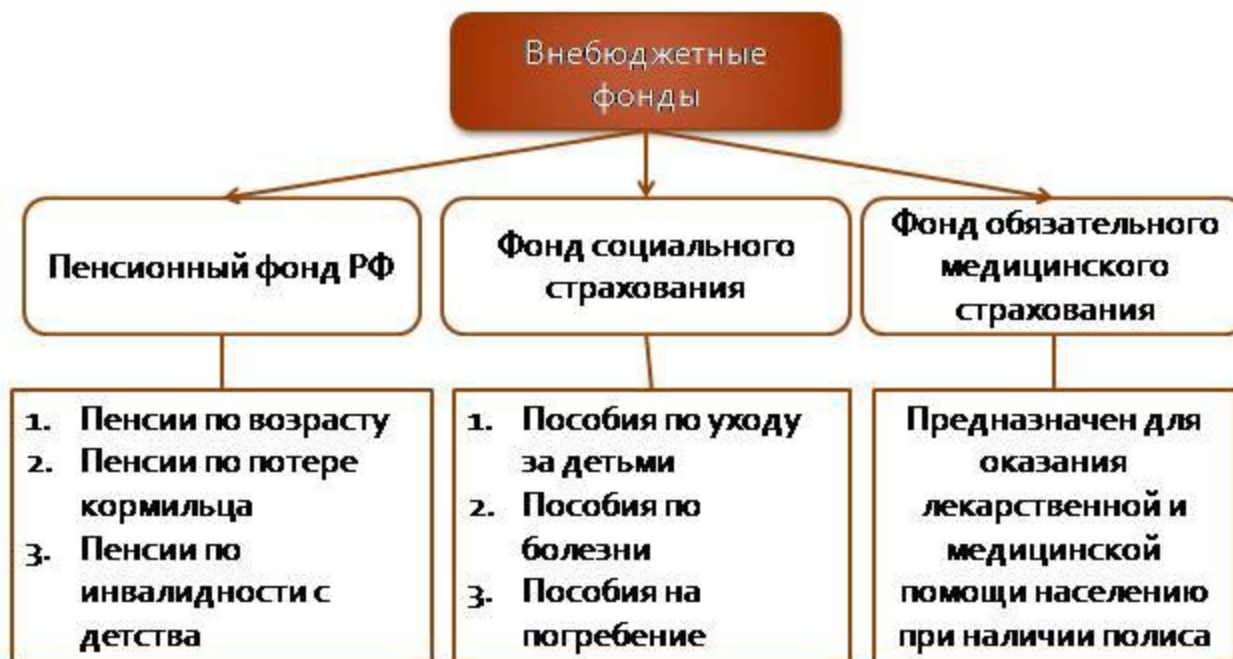 Внебюджетные
фонды
Пенсионный фонд РФ
Фонд социального
страхования
Фонд обязательного
медицинского
страхования
1. Пенсии по возрасту
2. Пенсии по потере
кормильца
3. Пенсии по
инвалидности с
детства
1. Пособия по уходу
за детьми
2. Пособия по
болезни
3. Пособия на
погребение
Предназначен для
оказания
лекарственной и
медицинской
помощи населению
при наличии полиса